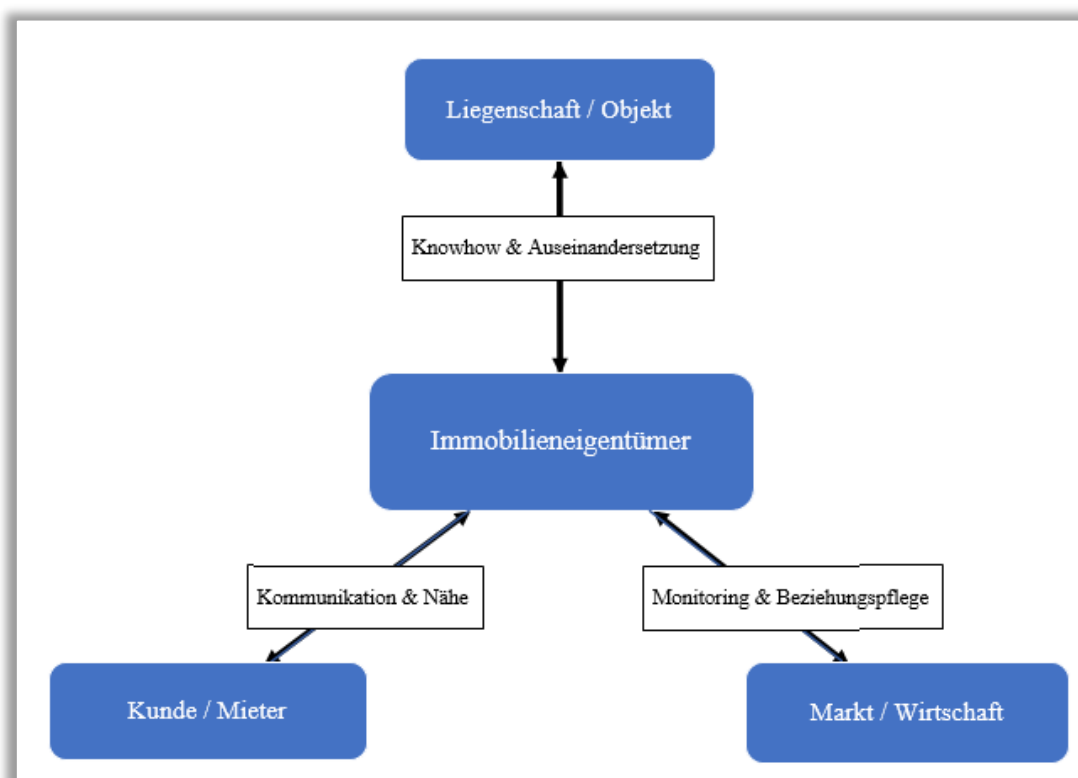 Liegenschaft / Objekt
Knowhow & Auseinandersetzung
Immobilieneigentümer
Kommunikation & Nähe
Monitoring & Beziehungspflege
Kunde / Mieter
Markt / Wirtschaft